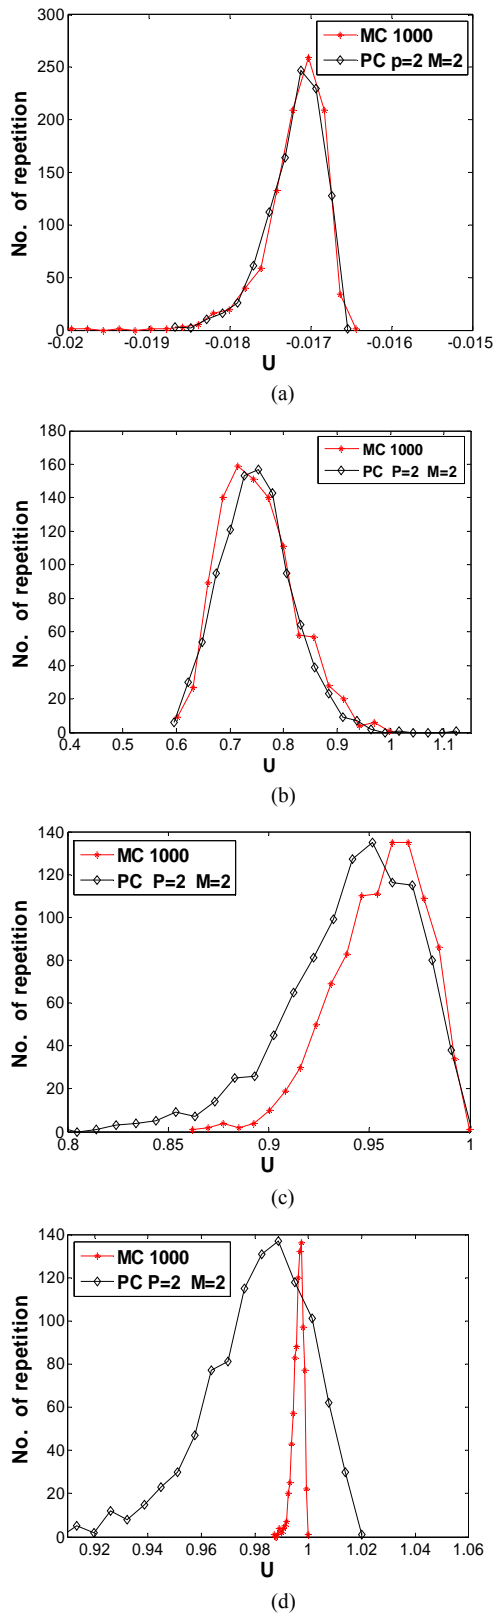 300
250
200
150
100
50
0
No. of repetition
MC 1000
PC p=2 M=2
-0.02 -0.019 -0.018 -0.017 -0.016 -0.015
U
(a)
180
160
140
120
100
80
60
40
20
0
No. of repetition
MC 1000
PC P=2 M=2
0.4 0.5 0.6 0.7 0.8 0.9 1 1.1
U
(b)
140
120
100
80
60
40
20
0
No. of repetition
MC 1000
PC P=2 M=2
0.8 0.85 0.9 0.95 1
U
(c)
140
120
100
80
60
40
20
0
No. of repetition
MC 1000
PC P=2 M=2
0.92 0.94 0.96 0.98 1 1.02 1.04 1.06
U
(d)